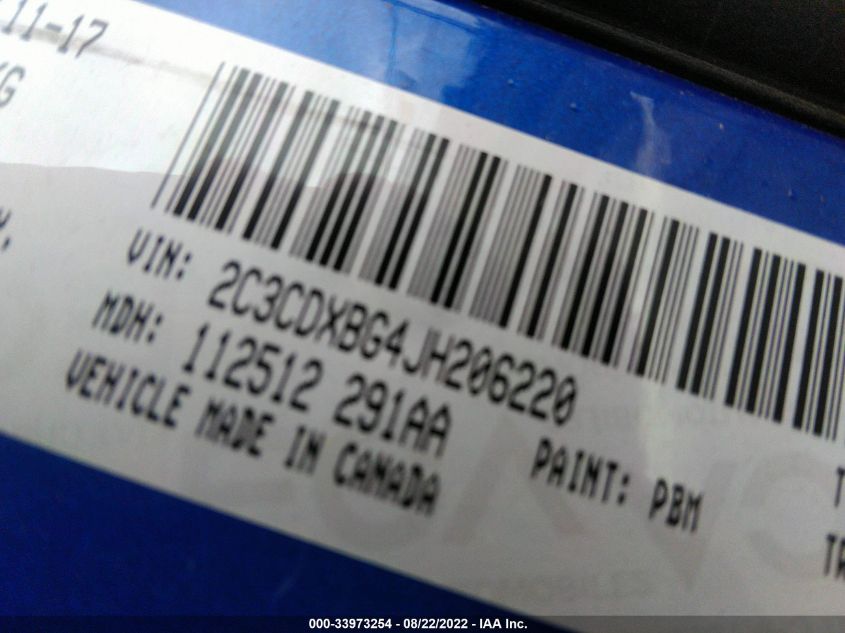 11-17
G
VIN: 2C3CDXBG4JH206220
MDH: 112512 291AA
VEHICLE MADE IN CANADA
PAINT: PBM
T
TR
000-33973254 - 08/22/2022 - IAA Inc.